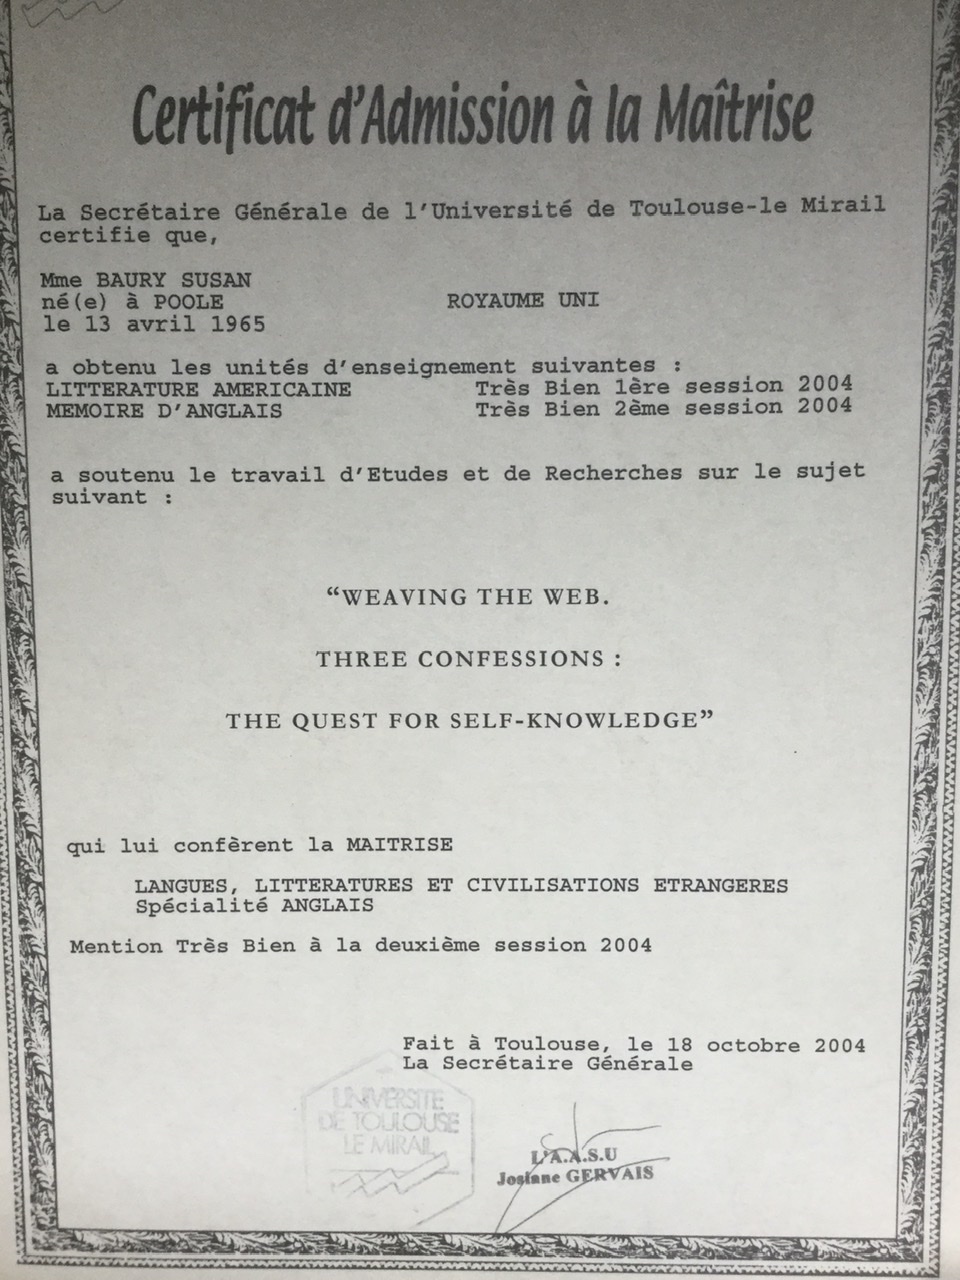 Certificat d'Admission à la Maîtrise
La Secrétaire Générale de l'Université de Toulouse-le Mirail
certifie que,
Mme BAURY SUSAN
né(e) à POOLE ROYAUME UNI
le 13 avril 1965
a obtenu les unités d'enseignement suivantes :
LITTERATURE AMERICAINE Très Bien 1ère session 2004
MEMOIRE D'ANGLAIS Très Bien 2ème session 2004
a soutenu le travail d'Etudes et de Recherches sur le sujet
suivant :
“WEAVING THE WEB.
THREE CONFESSIONS :
THE QUEST FOR SELF-KNOWLEDGE”
qui lui confèrent la MAITRISE
LANGUES, LITTERATURES ET CIVILISATIONS ETRANGERES
Spécialité ANGLAIS
Mention Très Bien à la deuxième session 2004
Fait à Toulouse, le 18 octobre 2004
La Secrétaire Générale
UNIVERSITE
DE TOULOUSE
LE MIRAIL
L'A.A.S.U
Josiane GERVAIS